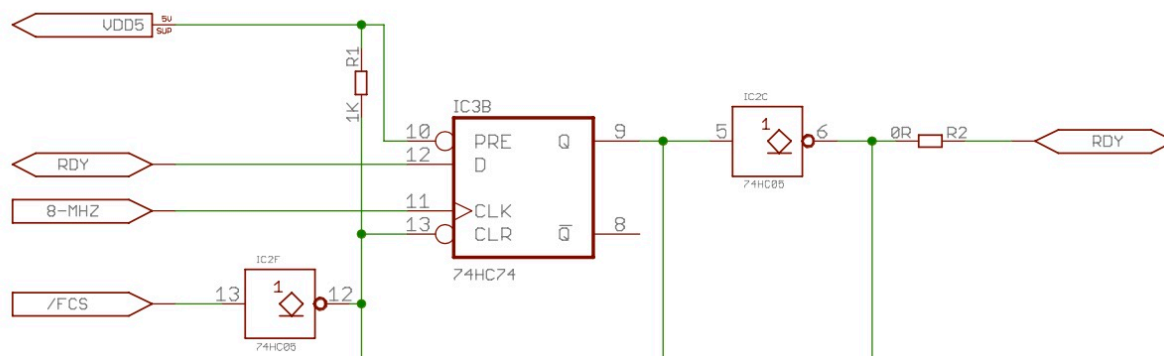 VDD5
5V
SUP
R1
1K
IC3B
10 PRE Q 9
12 D
RDY
8-MHZ
11 CLK
13 CLR Q 8
74HC74
IC2C
5 1 6
74HC05
0R R2
RDY
IC2F
/FCS
13 1 12
74HC05